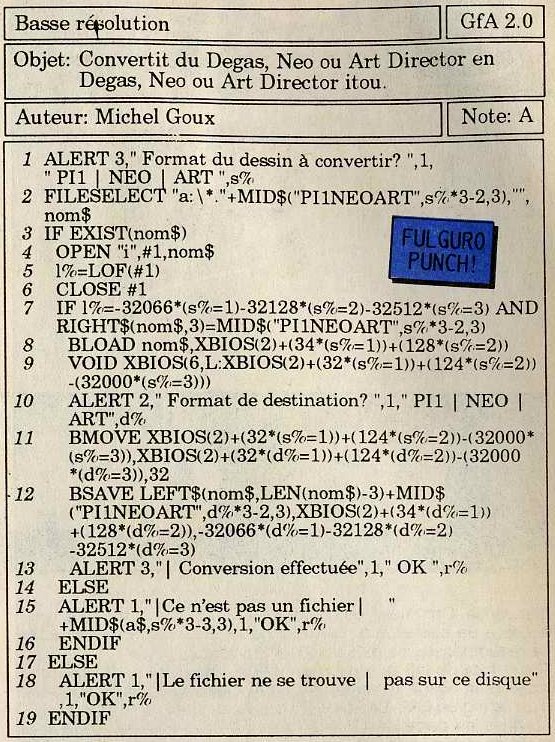 Basse résolution
GfA 2.0
Objet: Convertit du Degas, Neo ou Art Director en
Degas, Neo ou Art Director itou.
Auteur: Michel Goux
Note: A
1 ALERT 3," Format du dessin à convertir? ",1,
" PI1 | NEO | ART ",s%
2 FILESELECT "a:\*."+MID$("PI1NEOART",s%*3-2,3),"",
nom$
3 IF EXIST(nom$)
4 OPEN "i",#1,nom$
5 l%=LOF(#1)
6 CLOSE #1
FULGURO
PUNCH!
7 IF l%=-32066*(s%=1)-32128*(s%=2)-32512*(s%=3) AND
RIGHT$(nom$,3)=MID$("PI1NEOART",s%*3-2,3)
8 BLOAD nom$,XBIOS(2)+(34*(s%=1))+(128*(s%=2))
9 VOID XBIOS(6,L:XBIOS(2)+(32*(s%=1))+(124*(s%=2))
-(32000*(s%=3)))
10 ALERT 2," Format de destination? ",1," PI1 | NEO |
ART",d%
11 BMOVE XBIOS(2)+(32*(s%=1))+(124*(s%=2))-(32000*
(s%=3)),XBIOS(2)+(32*(d%=1))+(124*(d%=2))-(32000
*(d%=3)),32
12 BSAVE LEFT$(nom$,LEN(nom$)-3)+MID$
("PI1NEOART",d%*3-2,3),XBIOS(2)+(34*(d%=1))
+(128*(d%=2)),-32066*(d%=1)-32128*(d%=2)
-32512*(d%=3)
13 ALERT 3,"| Conversion effectuée",1," OK ",r%
14 ELSE
15 ALERT 1,"|Ce n'est pas un fichier| "
+MID$(a$,s%*3-3,3),1,"OK",r%
16 ENDIF
17 ELSE
18 ALERT 1,"|Le fichier ne se trouve | pas sur ce disque"
,1,"OK",r%
19 ENDIF